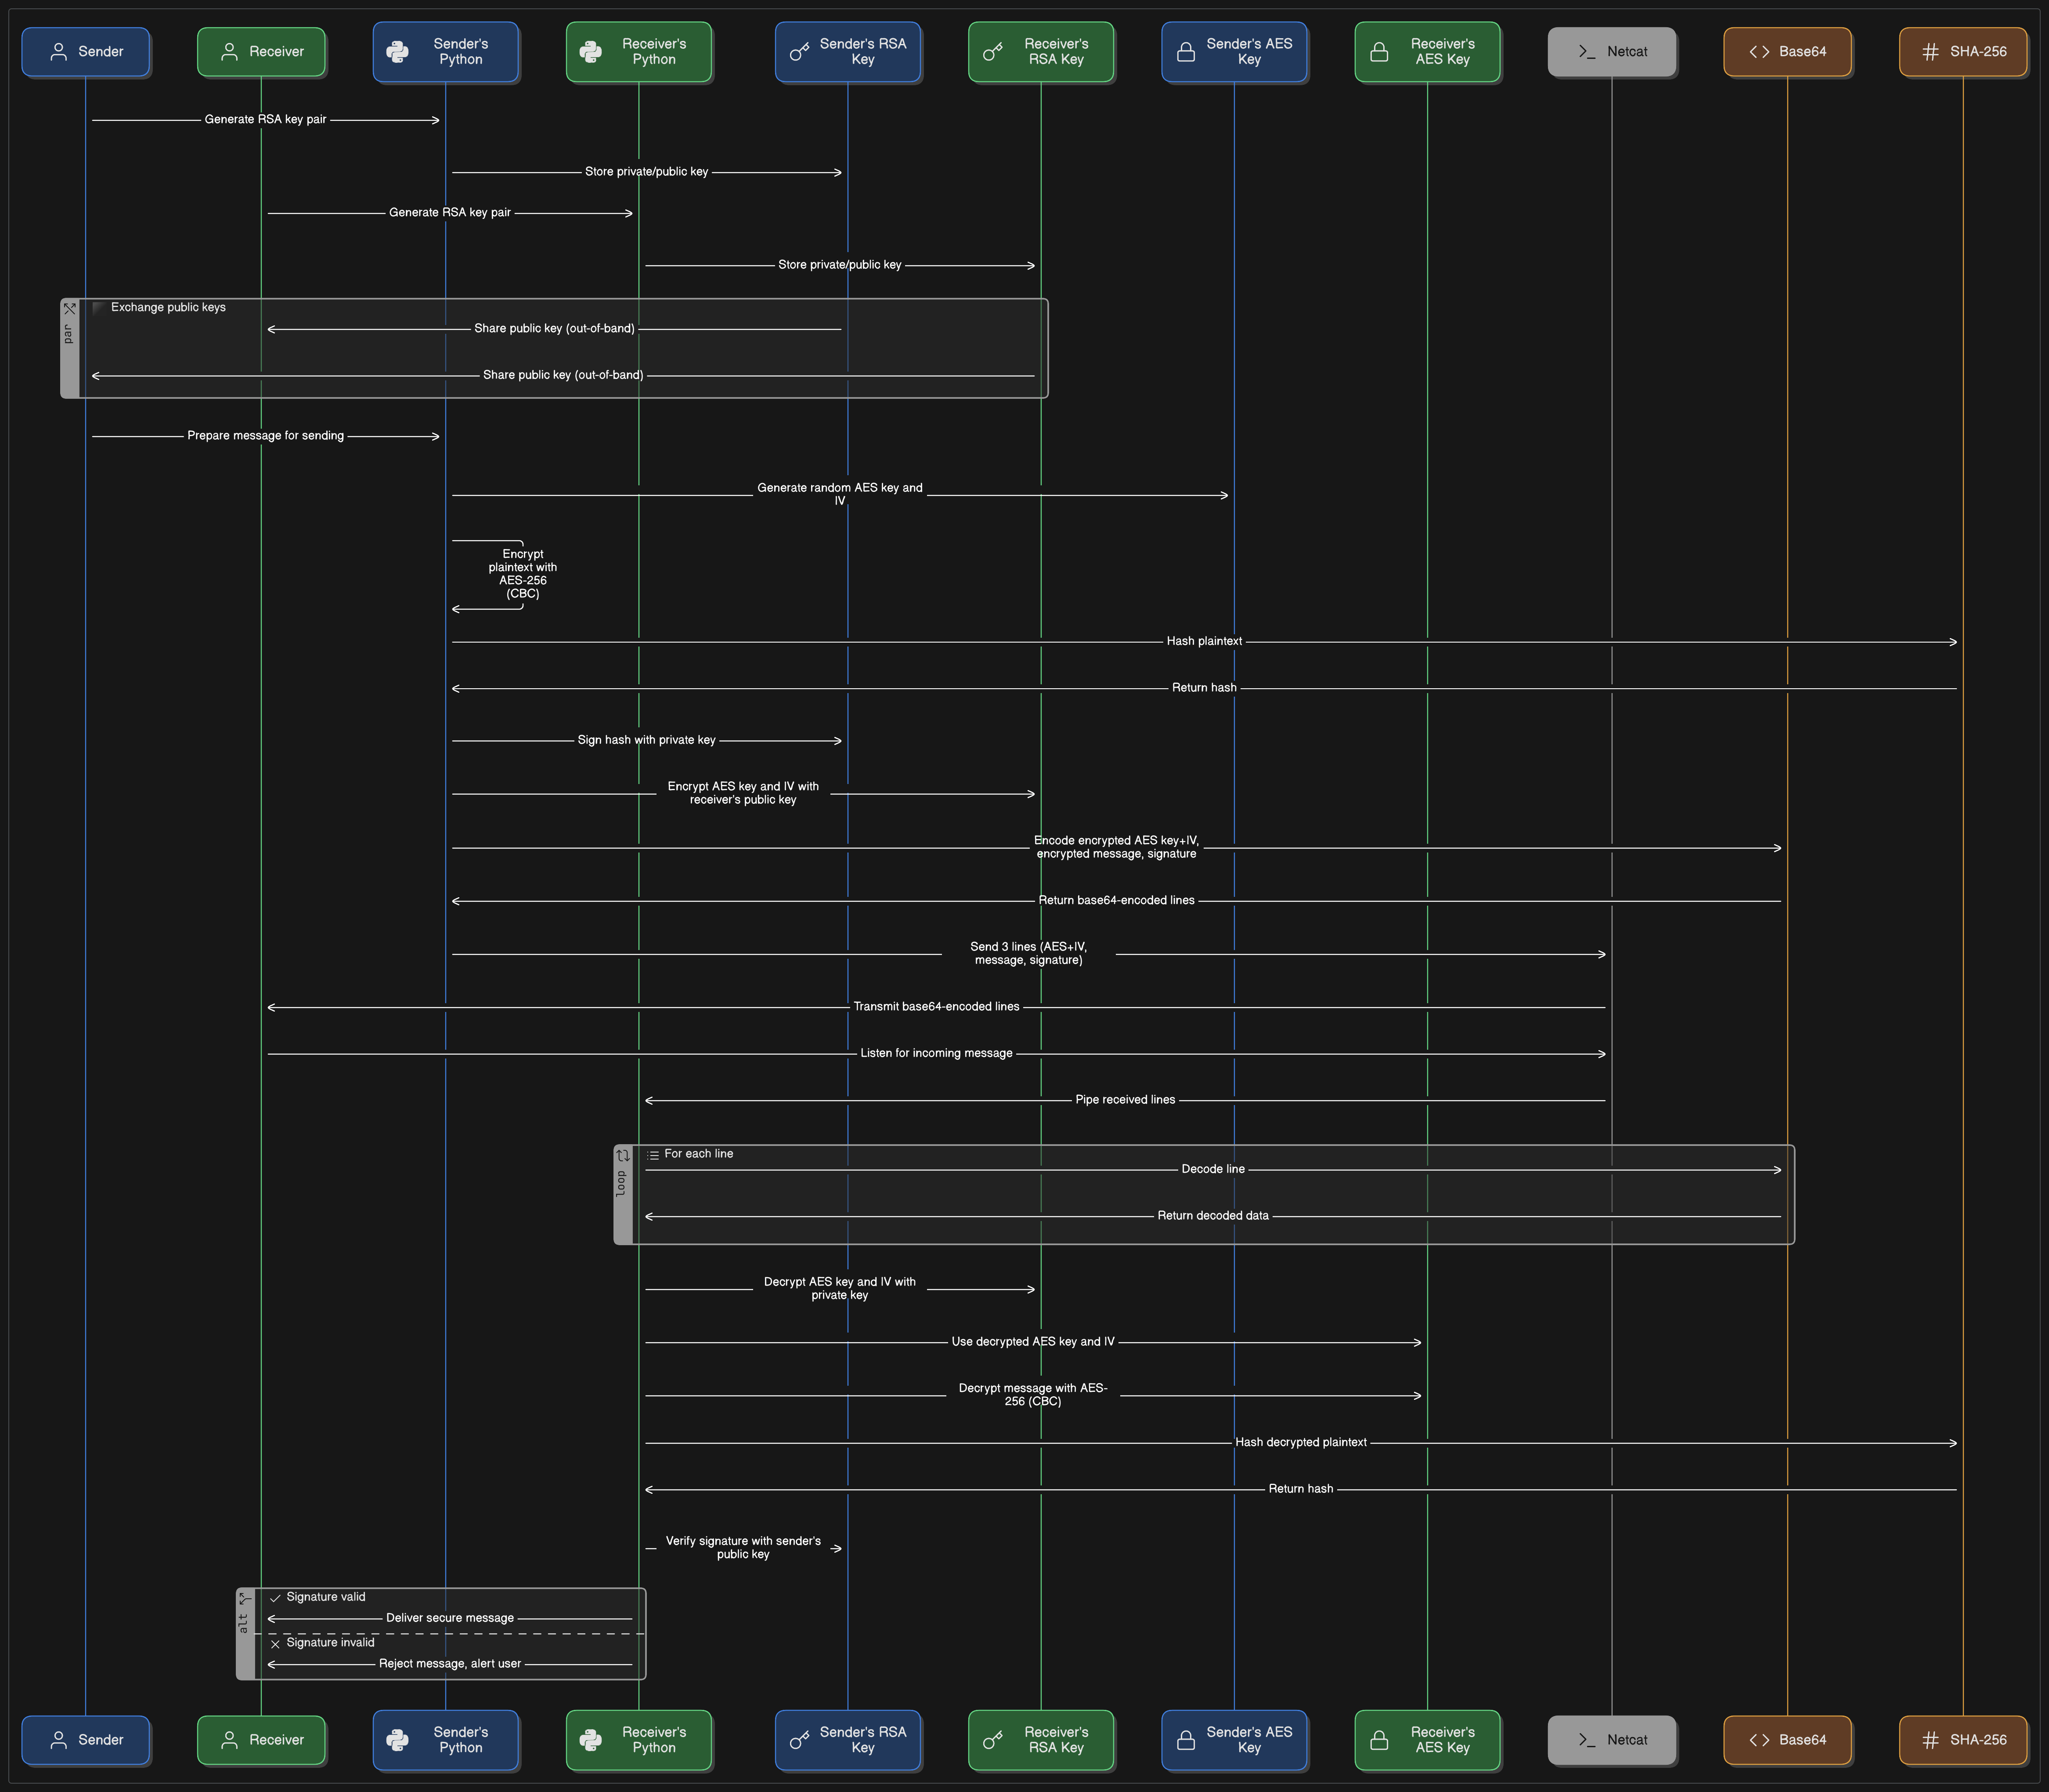 Sender
Receiver
Sender's
Python
Receiver's
Python
Sender's RSA
Key
Receiver's
RSA Key
Sender's AES
Key
Receiver's
AES Key
Netcat
Base64
SHA-256
Generate RSA key pair
Store private/public key
Generate RSA key pair
Store private/public key
par
Exchange public keys
Share public key (out-of-band)
Share public key (out-of-band)
Prepare message for sending
Generate random AES key and
IV
Encrypt
plaintext with
AES-256
(CBC)
Hash plaintext
Return hash
Sign hash with private key
Encrypt AES key and IV with
receiver's public key
Encode encrypted AES key+IV,
encrypted message, signature
Return base64-encoded lines
Send 3 lines (AES+IV,
message, signature)
Transmit base64-encoded lines
Listen for incoming message
Pipe received lines
loop
For each line
Decode line
Return decoded data
Decrypt AES key and IV with
private key
Use decrypted AES key and IV
Decrypt message with AES-
256 (CBC)
Hash decrypted plaintext
Return hash
Verify signature with sender's
public key
alt
Signature valid
Deliver secure message
Signature invalid
Reject message, alert user
Sender
Receiver
Sender's
Python
Receiver's
Python
Sender's RSA
Key
Receiver's
RSA Key
Sender's AES
Key
Receiver's
AES Key
Netcat
Base64
SHA-256